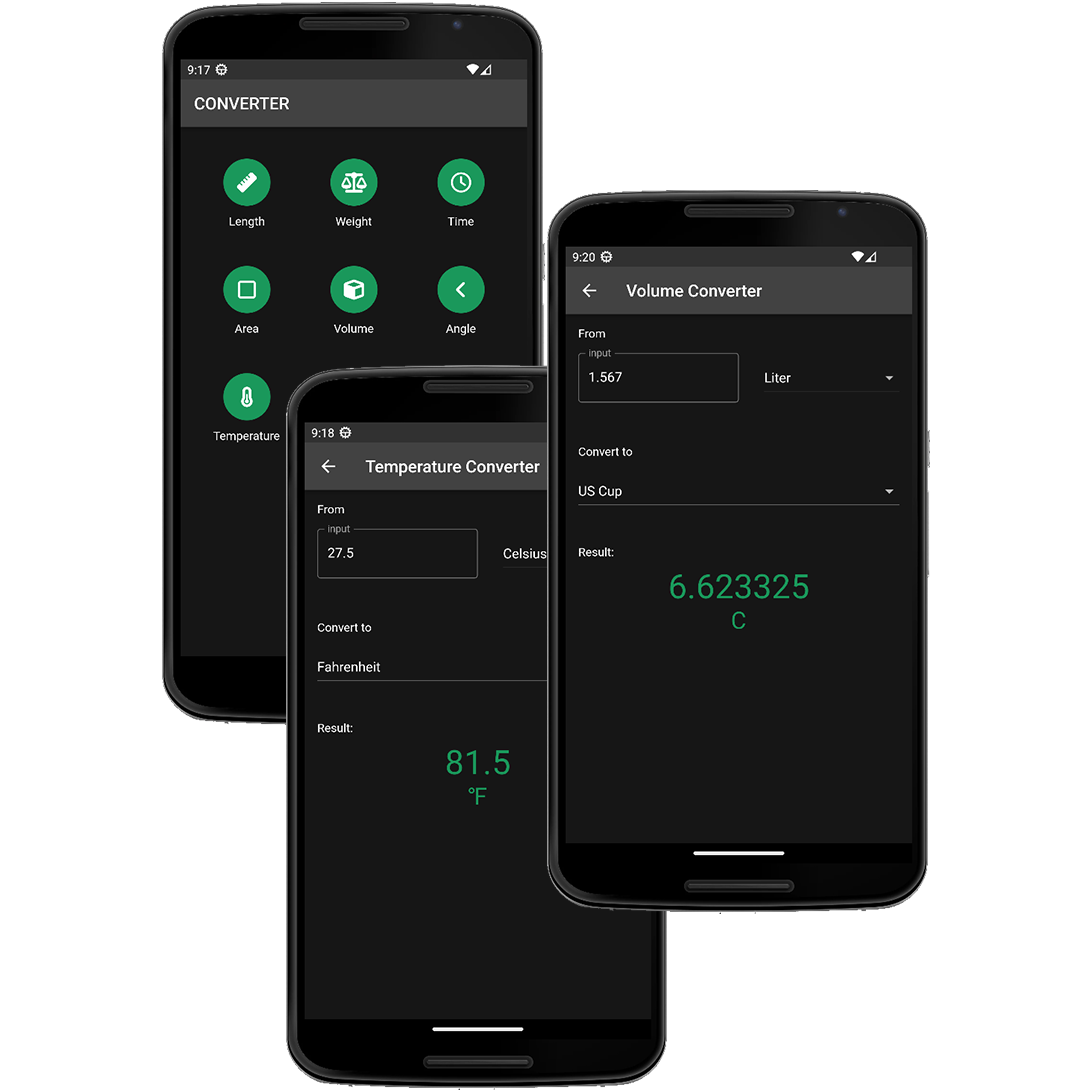 9:17
CONVERTER
Length Weight Time
Area Volume Angle
Temperature
9:18
Temperature Converter
From
input
27.5 Celsius
Convert to
Fahrenheit
Result:
81.5
°F
9:20
Volume Converter
From
input
1.567 Liter
Convert to
US Cup
Result:
6.623325
C